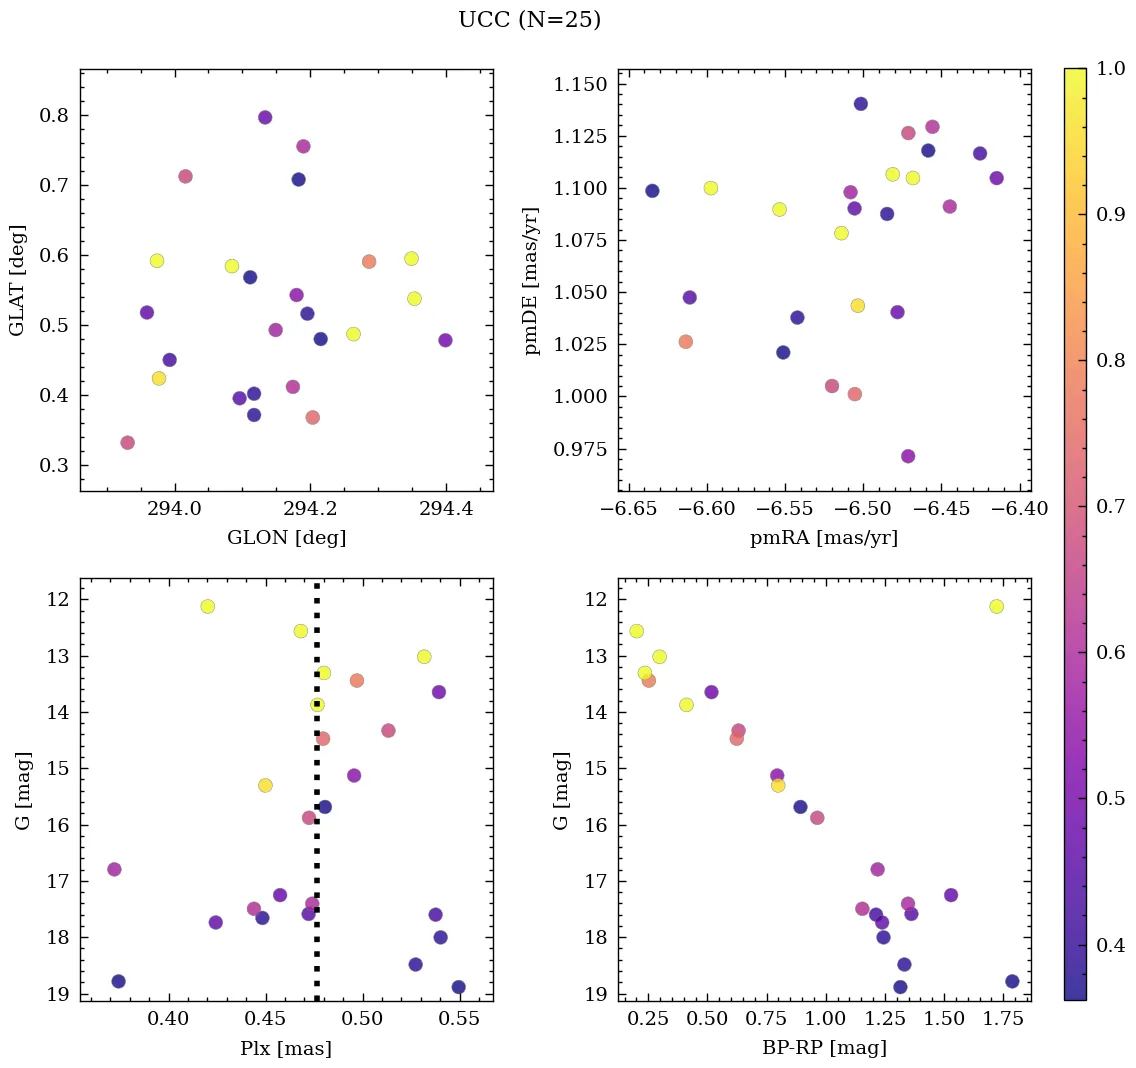 UCC (N=25)
0.8
0.7
0.6
0.5
0.4
0.3
GLAT [deg]
294.0 294.2 294.4
GLON [deg]
1.150
1.125
1.100
1.075
1.050
1.025
1.000
0.975
pmDE [mas/yr]
−6.65 −6.60 −6.55 −6.50 −6.45 −6.40
pmRA [mas/yr]
12
13
14
15
16
17
18
19
G [mag]
0.40 0.45 0.50 0.55
Plx [mas]
12
13
14
15
16
17
18
19
G [mag]
0.25 0.50 0.75 1.00 1.25 1.50 1.75
BP-RP [mag]
1.0
0.9
0.8
0.7
0.6
0.5
0.4